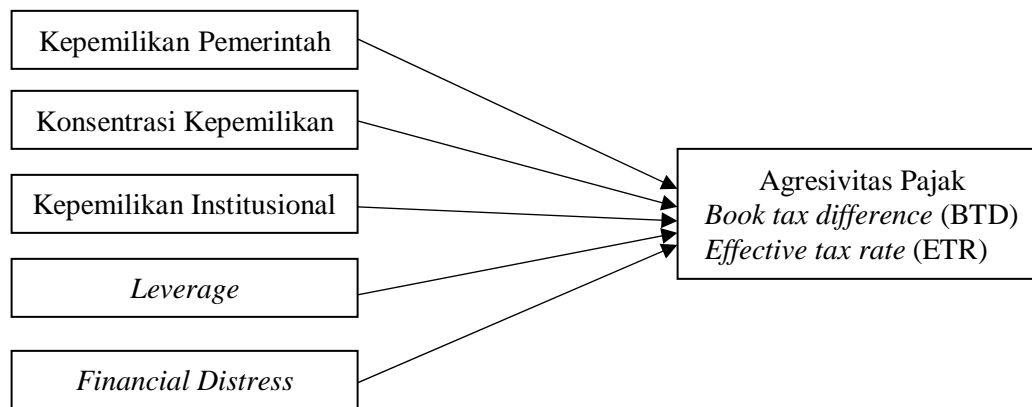 Kepemilikan Pemerintah
Konsentrasi Kepemilikan
Kepemilikan Institusional
Leverage
Financial Distress
Agresivitas Pajak
Book tax difference (BTD)
Effective tax rate (ETR)